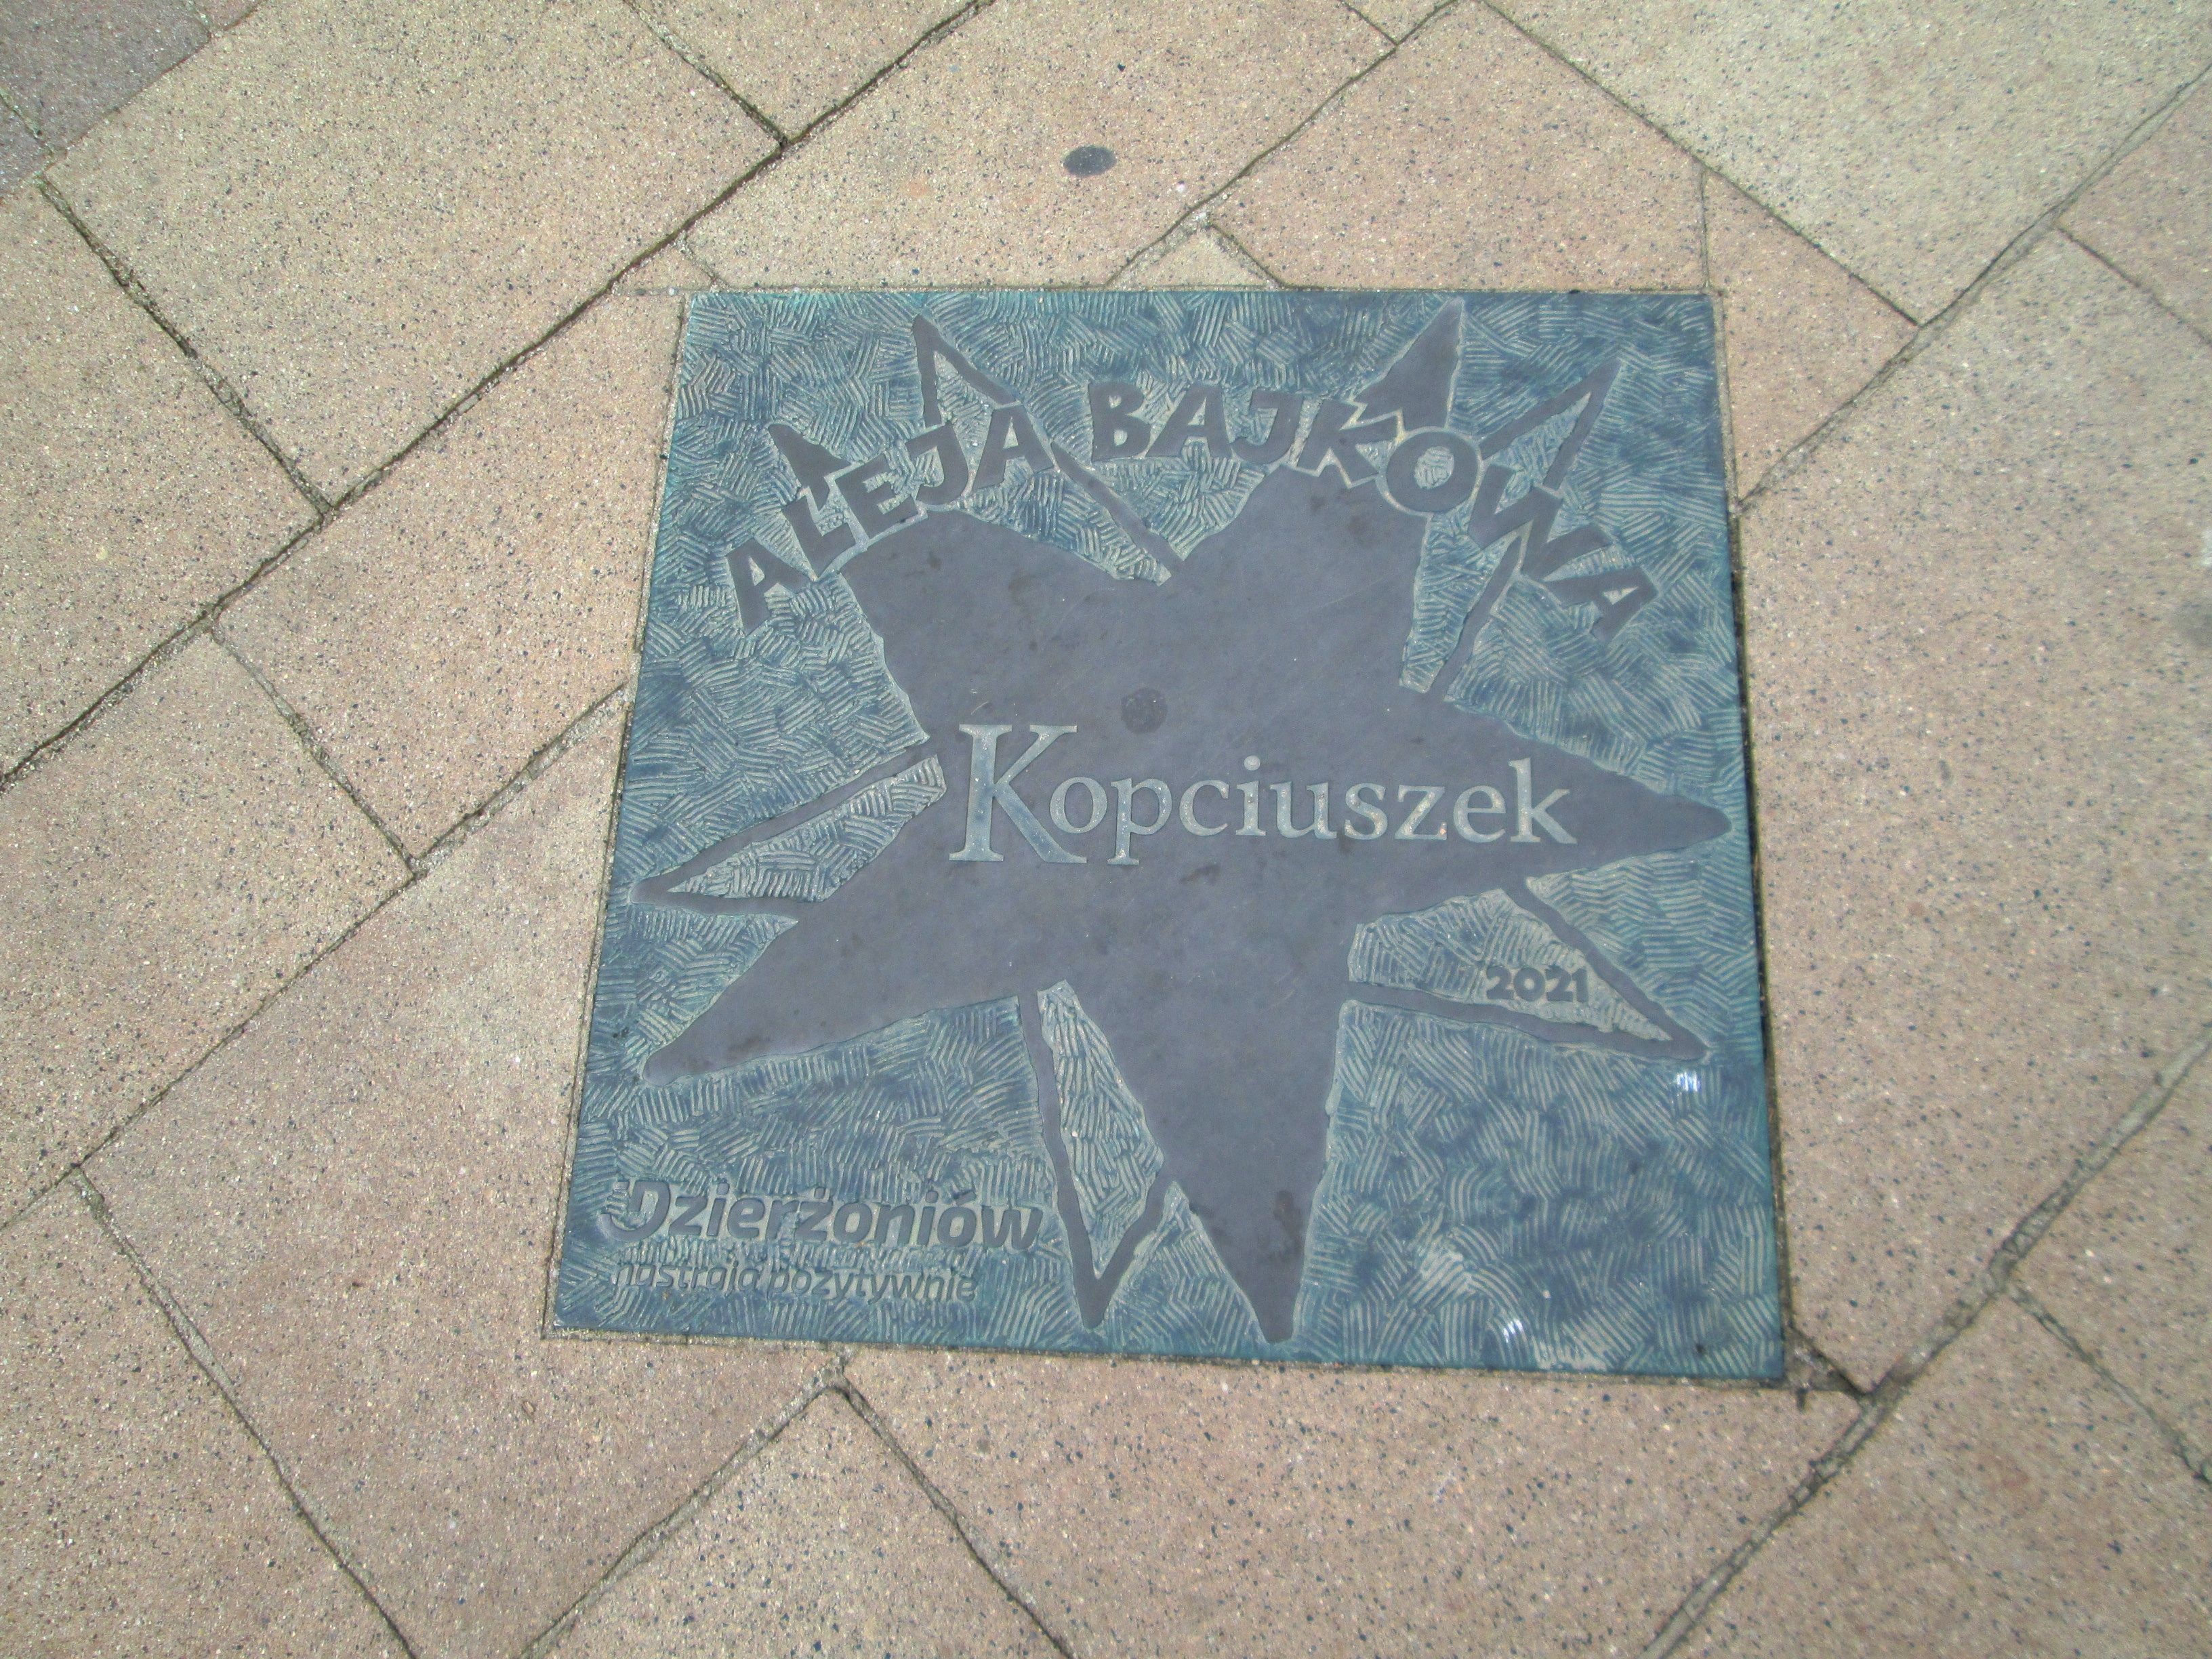 ALEJA BAJKOWA
Kopciuszek
2021
Dzierżoniów
nastraja pozytywnie